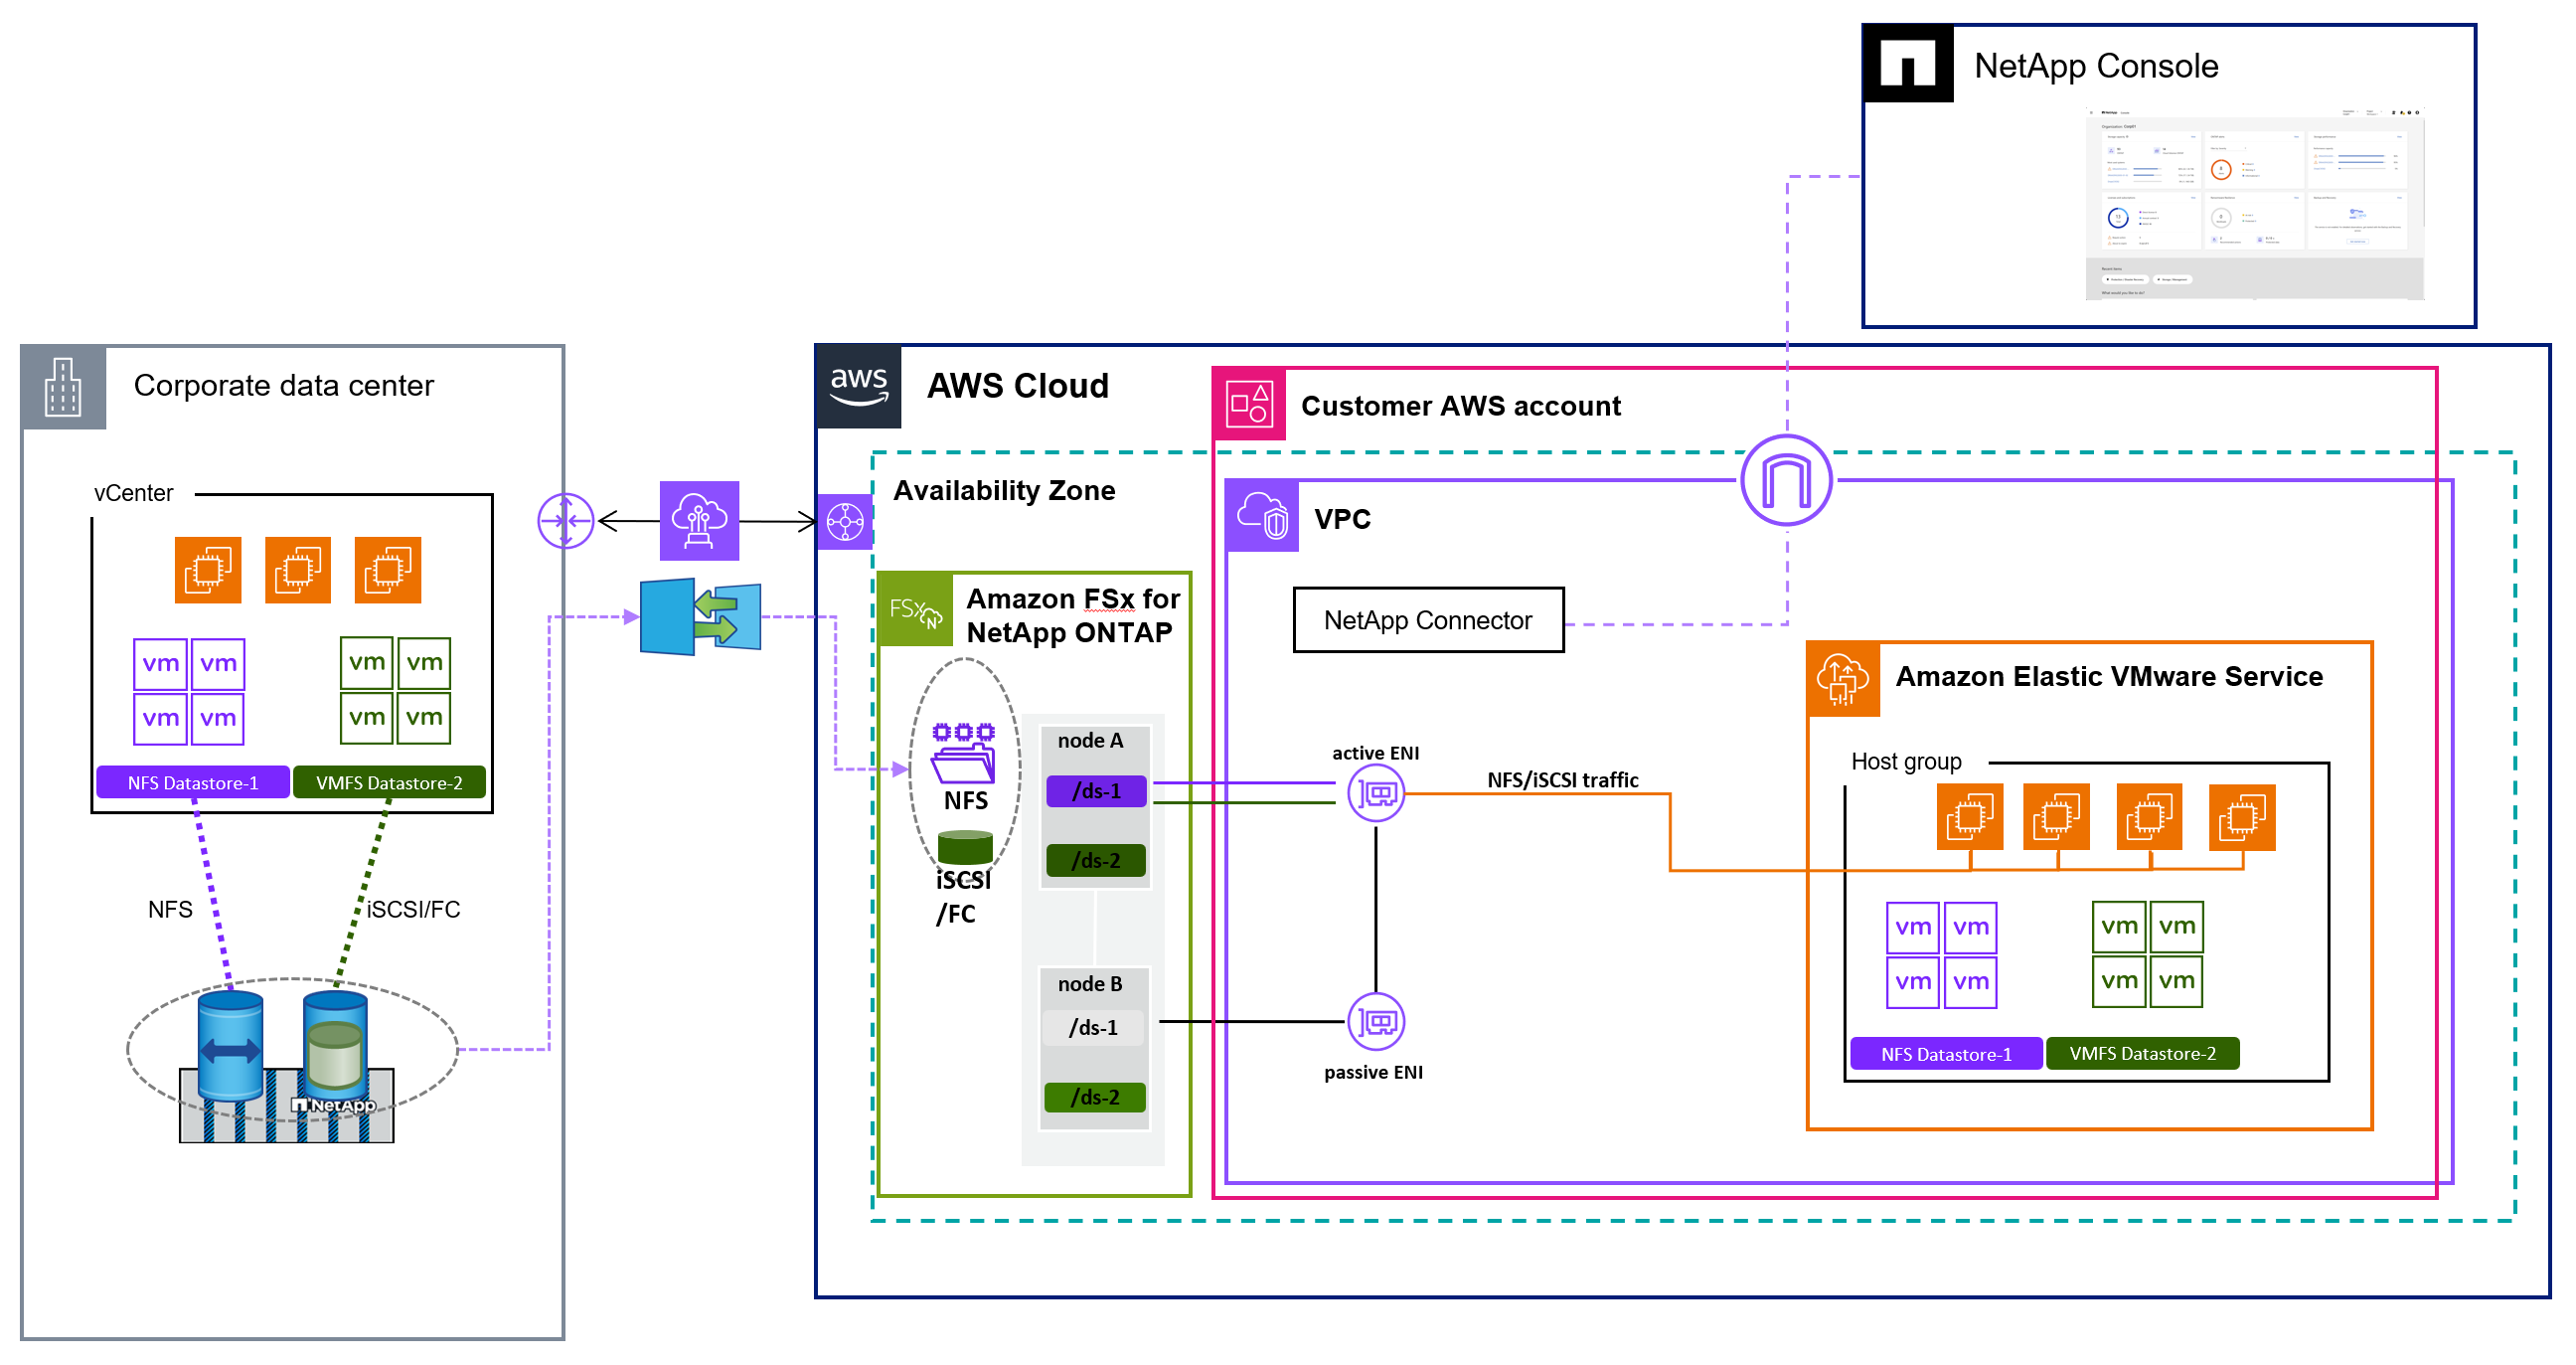 NetApp Console
Corporate data center
vCenter
vm vm
vm vm
vm vm
vm vm
NFS Datastore-1
VMFS Datastore-2
NFS
iSCSI/FC
NetApp
aws
AWS Cloud
Customer AWS account
Availability Zone
VPC
FSx
N
Amazon FSx for
NetApp ONTAP
NFS
iSCSI
/FC
node A
/ds-1
/ds-2
node B
/ds-1
/ds-2
NetApp Connector
active ENI
NFS/iSCSI traffic
passive ENI
Amazon Elastic VMware Service
Host group
vm vm
vm vm
vm vm
vm vm
NFS Datastore-1
VMFS Datastore-2